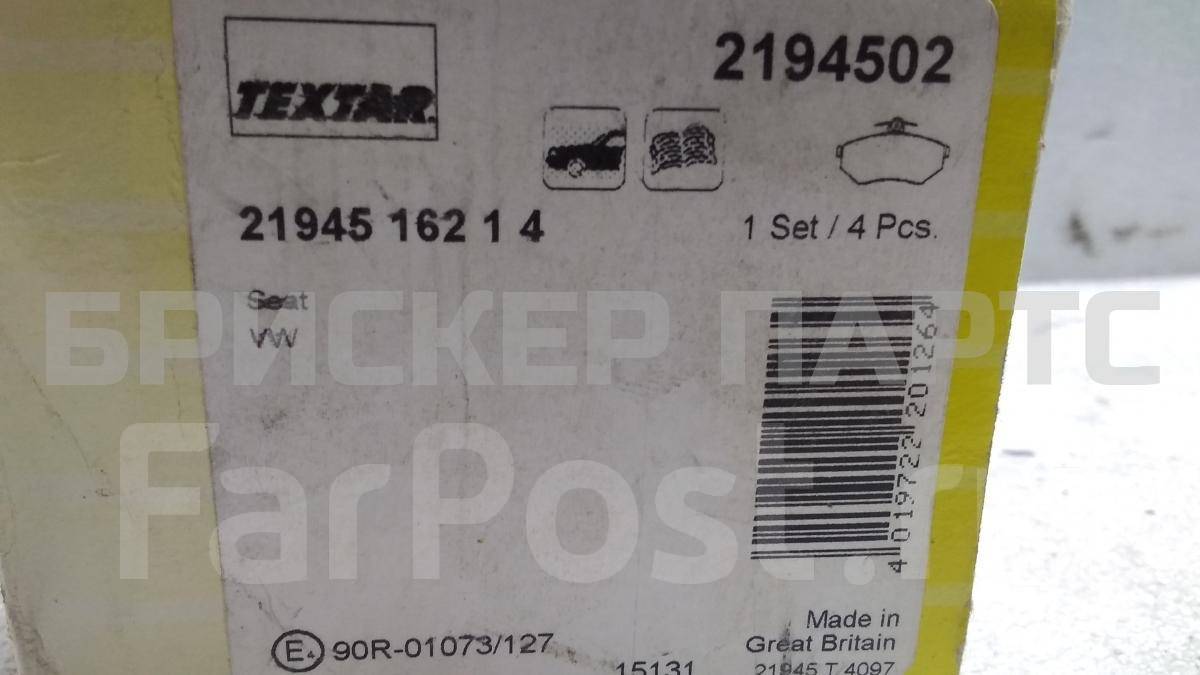 TEXTAR
2194502
21945 162 1 4
1 Set / 4 Pcs.
Seat
VW
4 019722 201264
БРИСКЕР ПАРТС
FarPost.ru
E4 90R-01073/127
Made in
Great Britain
15131
21945 T 4097